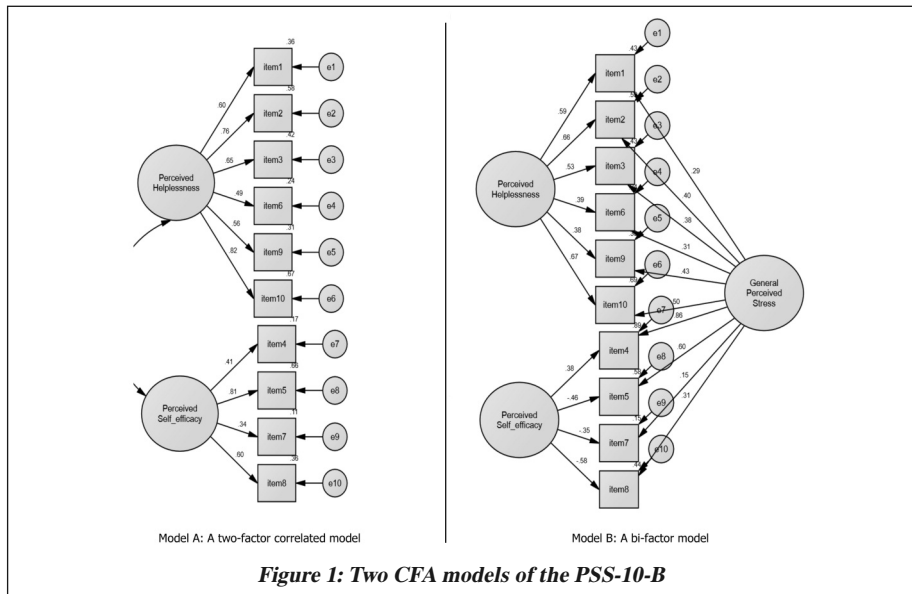 .36
item1
e1
.60
.58
item2
e2
.76
.42
item3
e3
.65
.24
Perceived
Helplessness
item6
e4
.49
.31
.56
item9
e5
.82
.67
item10
e6
.17
item4
e7
.41
.66
item5
e8
.81
.11
Perceived
Self_efficacy
item7
e9
.34
.36
.60
item8
e10
Model A: A two-factor correlated model
e1
.43
item1
e2
.59
item2
e3
.66
.43
item3
e4
.53
Perceived
Helplessness
item6
e5
.39
item9
e6
.38
.67
item10
e7
.29
.40
.38
.31
.43
.50
.86
General
Perceived
Stress
.89
item4
e8
.38
.60
item5
e9
-.46
.15
.15
Perceived
Self_efficacy
item7
e10
-.35
.31
.44
-.58
item8
Model B: A bi-factor model
Figure 1: Two CFA models of the PSS-10-B